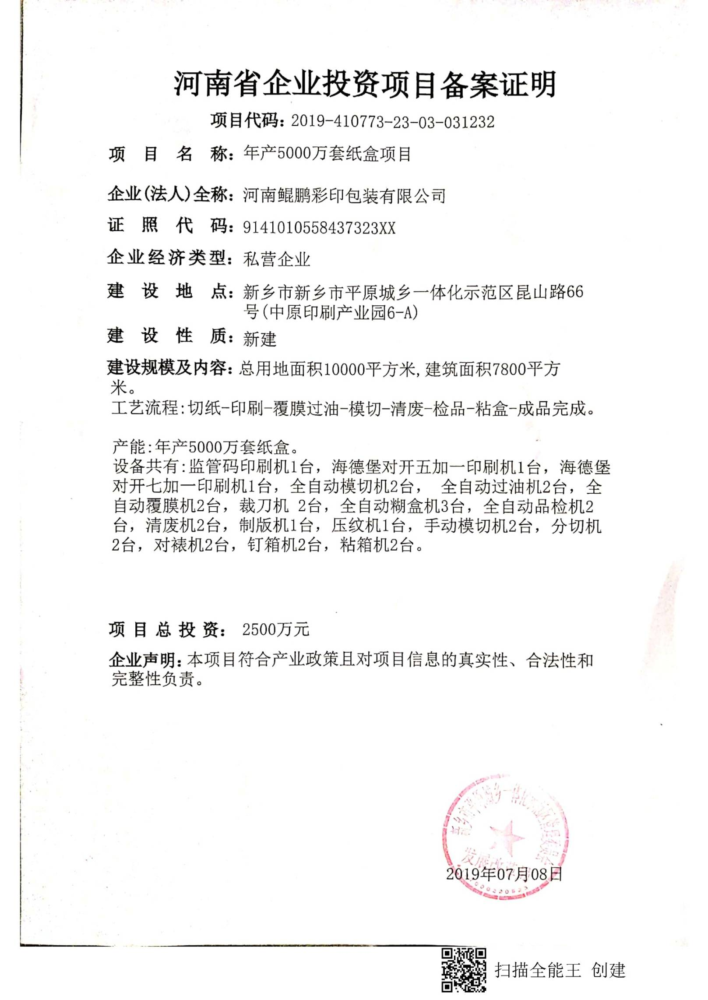 河南省企业投资项目备案证明
项目代码: 2019-410773-23-03-031232
项目名称: 年产5000万套纸盒项目
企业(法人)全称: 河南鲲鹏彩印包装有限公司
证照代码: 9141010558437323XX
企业经济类型: 私营企业
建设地点: 新乡市新乡市平原城乡一体化示范区昆山路66
号(中原印刷产业园6-A)
建设性质: 新建
建设规模及内容: 总用地面积10000平方米,建筑面积7800平方
米。
工艺流程:切纸-印刷-覆膜过油-模切-清废-检品-粘盒-成品完成。
产能:年产5000万套纸盒。
设备共有:监管码印刷机1台，海德堡对开五加一印刷机1台，海德堡
对开七加一印刷机1台，全自动模切机2台， 全自动过油机2台，全
自动覆膜机2台，裁刀机 2台，全自动糊盒机3台，全自动品检机2
台，清废机2台，制版机1台，压纹机1台，手动模切机2台，分切机
2台，对裱机2台，钉箱机2台，粘箱机2台。
项目总投资: 2500万元
企业声明:本项目符合产业政策且对项目信息的真实性、合法性和
完整性负责。
新乡市平原城乡一体化示范区管理委员会
发展改革局
2019年07月08日
扫描全能王 创建